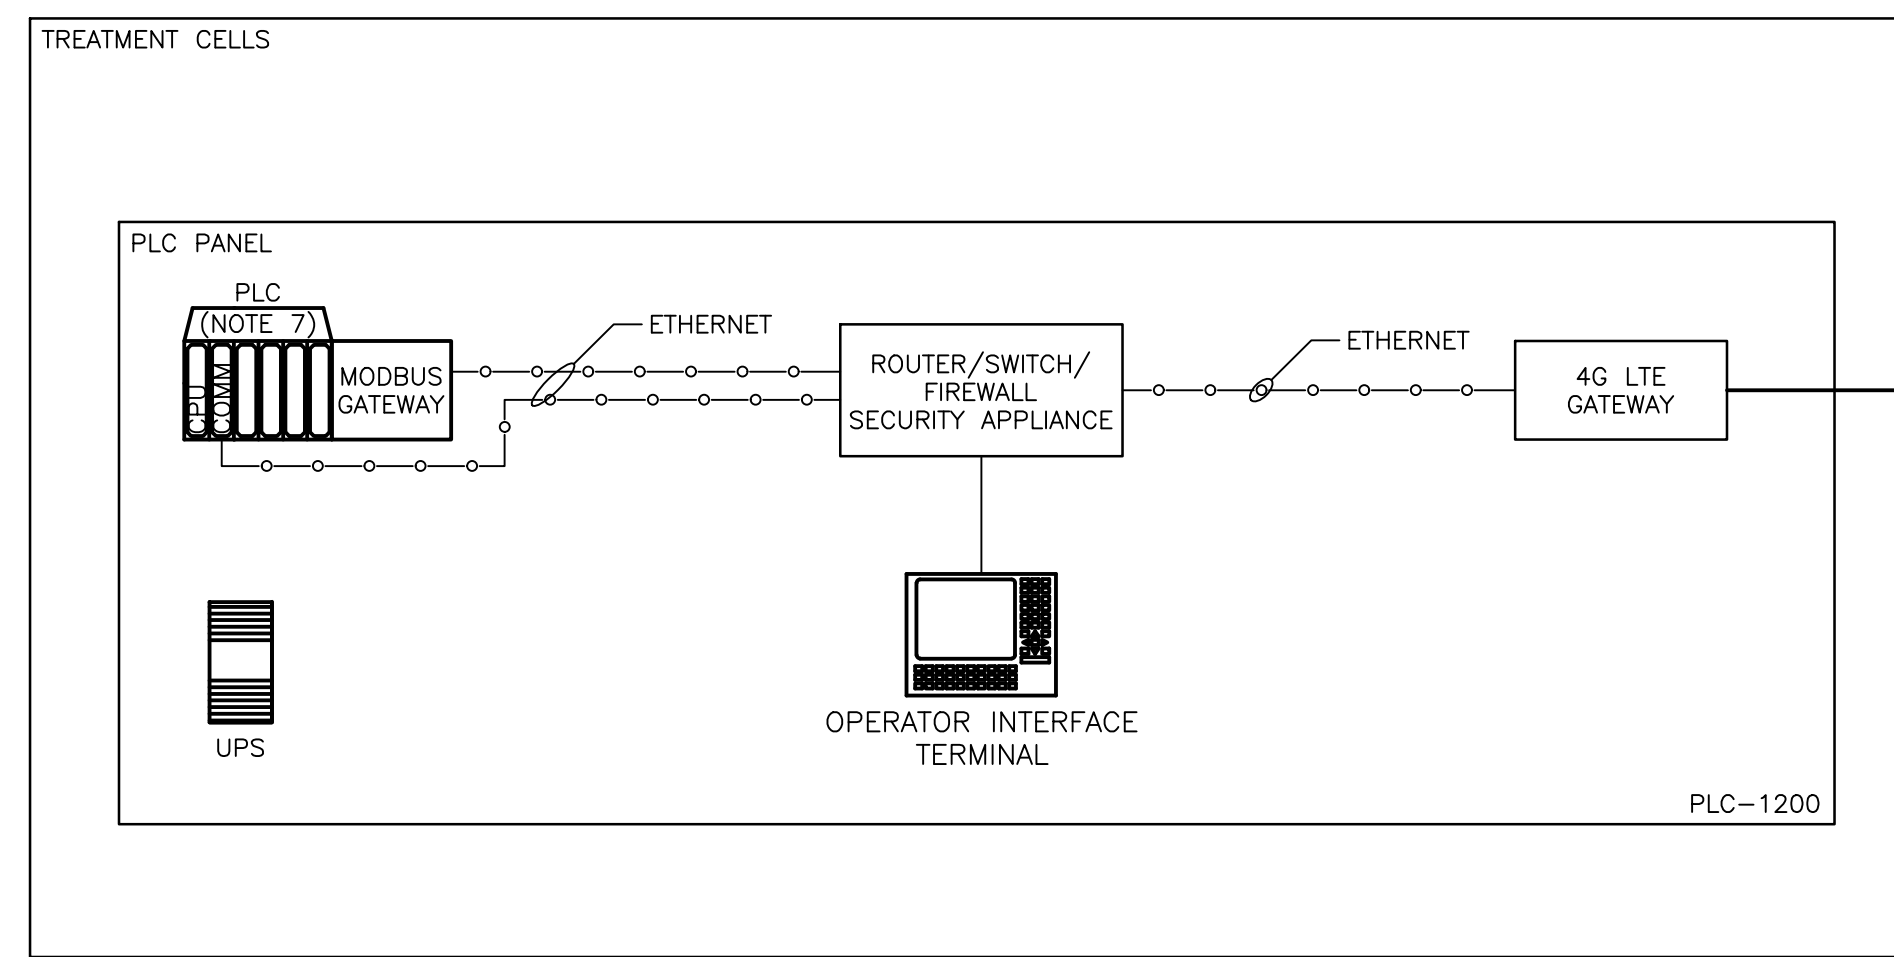 TREATMENT CELLS
PLC PANEL
PLC
(NOTE 7)
CPU
COMM
MODBUS
GATEWAY
ETHERNET
ROUTER/SWITCH/
FIREWALL
SECURITY APPLIANCE
ETHERNET
4G LTE
GATEWAY
UPS
OPERATOR INTERFACE
TERMINAL
PLC-1200